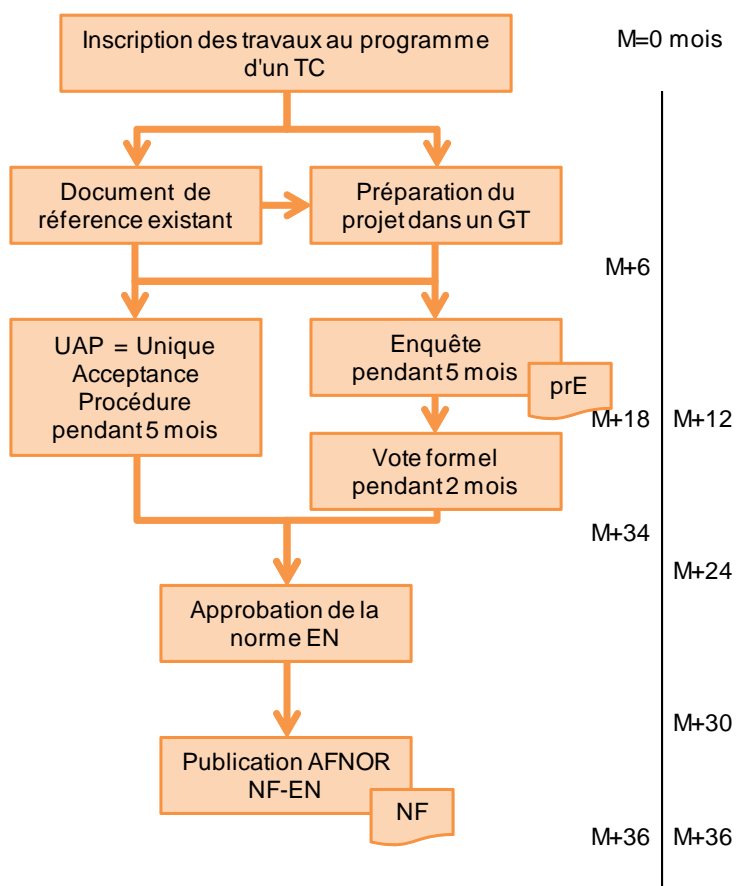 Inscription des travaux au programme
d'un TC
M=0 mois
Document de
réference existant
Préparation du
projet dans un GT
M+6
UAP = Unique
Acceptance
Procédure
pendant 5 mois
Enquête
pendant 5 mois
prE
M+18
M+12
Vote formel
pendant 2 mois
M+34
M+24
Approbation de la
norme EN
M+30
Publication AFNOR
NF-EN
NF
M+36
M+36